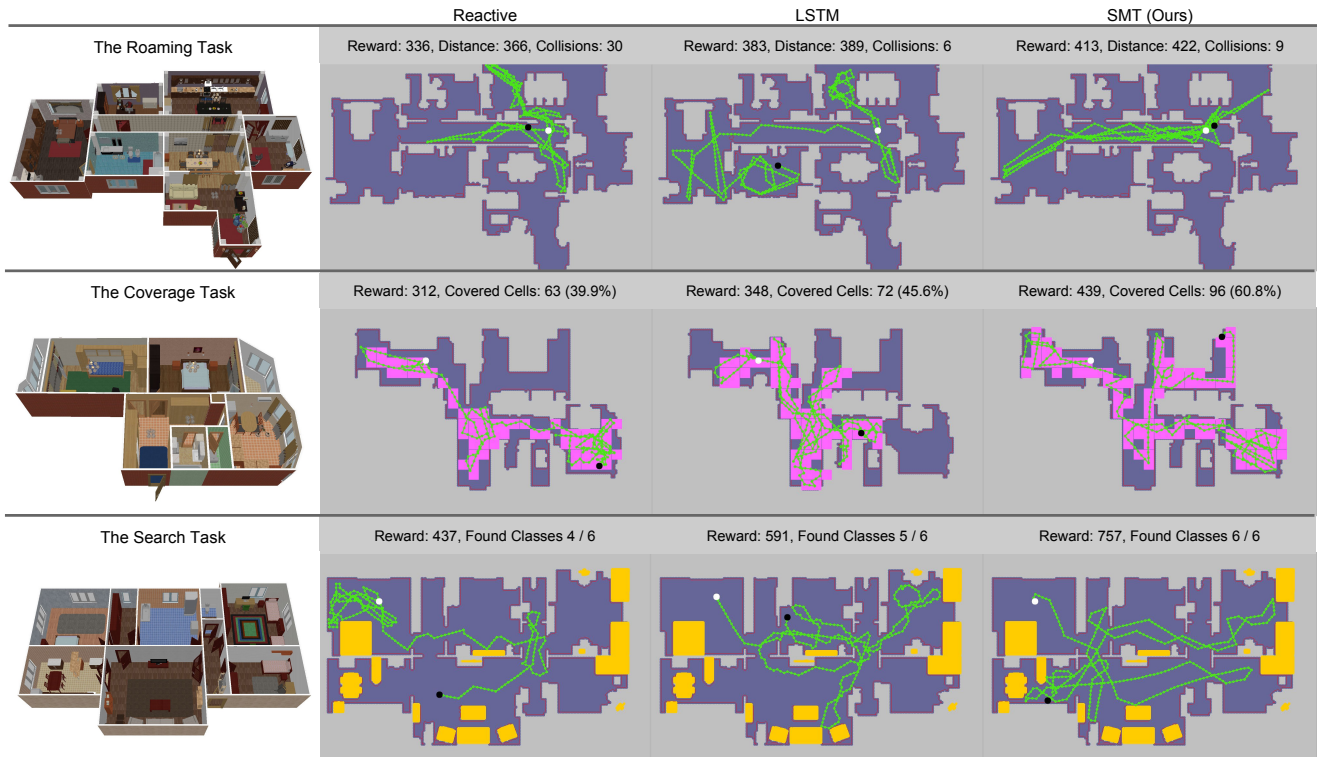 Reactive
LSTM
SMT (Ours)
The Roaming Task
Reward: 336, Distance: 366, Collisions: 30
Reward: 383, Distance: 389, Collisions: 6
Reward: 413, Distance: 422, Collisions: 9
The Coverage Task
Reward: 312, Covered Cells: 63 (39.9%)
Reward: 348, Covered Cells: 72 (45.6%)
Reward: 439, Covered Cells: 96 (60.8%)
The Search Task
Reward: 437, Found Classes 4 / 6
Reward: 591, Found Classes 5 / 6
Reward: 757, Found Classes 6 / 6